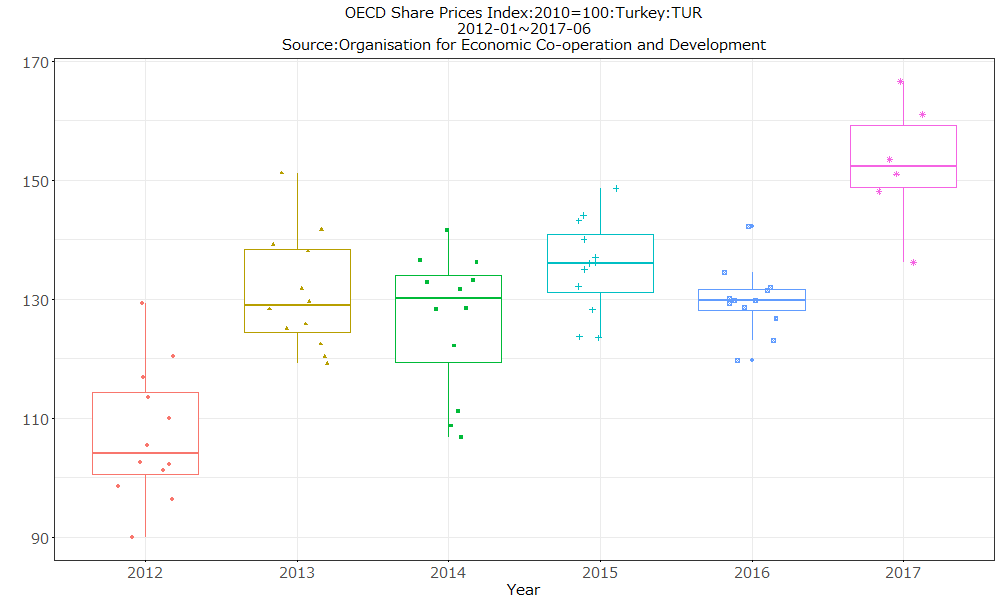 OECD Share Prices Index:2010=100:Turkey:TUR
2012-01~2017-06
Source:Organisation for Economic Co-operation and Development
170
150
130
110
90
2012 2013 2014 2015 2016 2017
Year